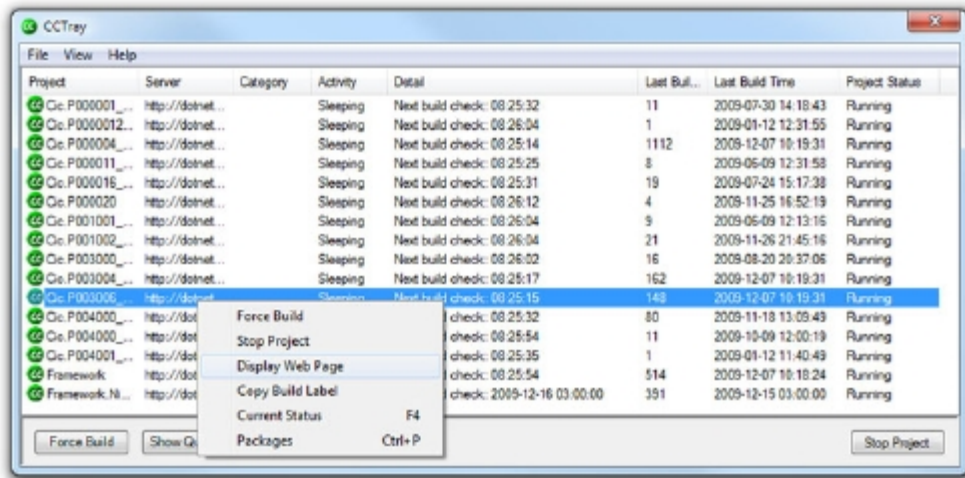 CCTray
File View Help
Project Server Category Activity Detail Last Buil... Last Build Time Project Status
Cic.P000001_... http://dotnet... Sleeping Next build check: 08:25:32 11 2009-07-30 14:18:43 Running
Cic.P0000012... http://dotnet... Sleeping Next build check: 08:26:04 1 2009-01-12 12:31:55 Running
Cic.P000004_... http://dotnet... Sleeping Next build check: 08:25:14 1112 2009-12-07 10:19:31 Running
Cic.P000011_... http://dotnet... Sleeping Next build check: 08:25:25 8 2009-06-09 12:31:58 Running
Cic.P000016_... http://dotnet... Sleeping Next build check: 08:25:31 19 2009-07-24 15:17:38 Running
Cic.P000020 http://dotnet... Sleeping Next build check: 08:26:12 4 2009-11-25 16:52:19 Running
Cic.P001001_... http://dotnet... Sleeping Next build check: 08:26:04 9 2009-06-09 12:13:16 Running
Cic.P001002_... http://dotnet... Sleeping Next build check: 08:26:04 21 2009-11-26 21:45:16 Running
Cic.P003000_... http://dotnet... Sleeping Next build check: 08:26:02 16 2009-08-20 20:37:06 Running
Cic.P003004_... http://dotnet... Sleeping Next build check: 08:25:17 162 2009-12-07 10:19:31 Running
Cic.P003006_... http://dotnet... Sleeping Next build check: 08:25:15 148 2009-12-07 10:19:31 Running
Cic.P004000_... http://dot d check: 08:25:32 80 2009-11-18 13:09:49 Running
Cic.P004000_... http://dot d check: 08:25:54 11 2009-10-09 12:00:19 Running
Cic.P004001_... http://dot d check: 08:25:35 1 2009-01-12 11:40:49 Running
Framework http://dot d check: 08:25:54 514 2009-12-07 10:18:24 Running
Framework.Ni... http://dot d check: 2009-12-16 03:00:00 391 2009-12-15 03:00:00 Running
Force Build
Stop Project
Display Web Page
Copy Build Label
Current Status F4
Packages Ctrl+P
Force Build Show Qu Stop Project